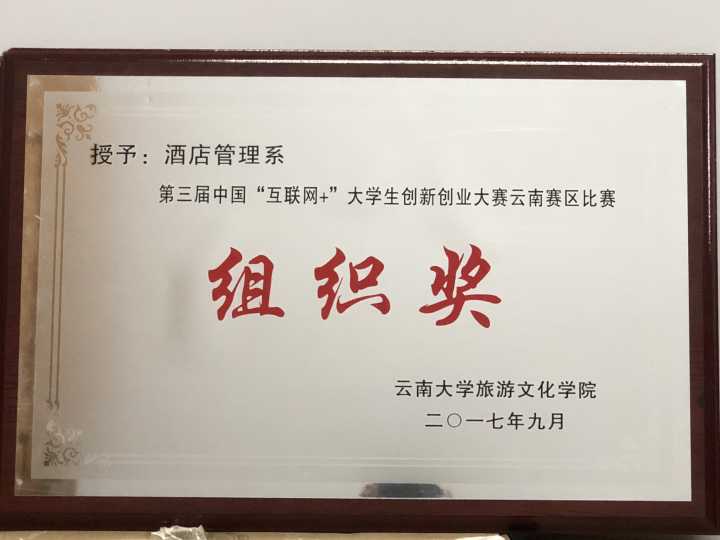 授予：酒店管理系
第三届中国“互联网+”大学生创新创业大赛云南赛区比赛
组织奖
云南大学旅游文化学院
二〇一七年九月